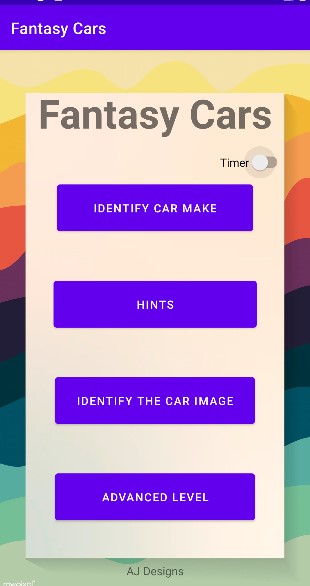 Fantasy Cars
Fantasy Cars
Timer
IDENTIFY CAR MAKE
HINTS
IDENTIFY THE CAR IMAGE
ADVANCED LEVEL
AJ Designs